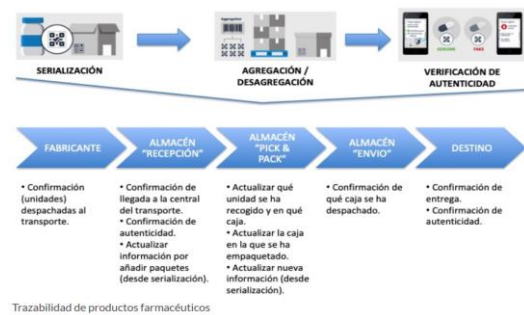 Aggregation
GENUINE
FAKE
SERIALIZACIÓN
AGREGACIÓN /
DESAGREGACIÓN
VERIFICACIÓN DE
AUTENTICIDAD
FABRICANTE
ALMACÉN
"RECEPCIÓN"
ALMACÉN
"PICK &
PACK"
ALMACÉN
"ENVIO"
DESTINO
• Confirmación
(unidades)
despachadas al
transporte.
• Confirmación de
llegada a la central
del transporte.
• Confirmación de
autenticidad.
• Actualizar
información por
añadir paquetes
(desde serialización).
• Actualizar qué
unidad se ha
recogido y en qué
caja.
• Actualizar la caja
en la que se ha
empaquetado.
• Actualizar nueva
información (desde
serialización).
• Confirmación de
qué caja se ha
despachado.
• Confirmación de
entrega.
• Confirmación de
autenticidad.
Trazabilidad de productos farmacéuticos